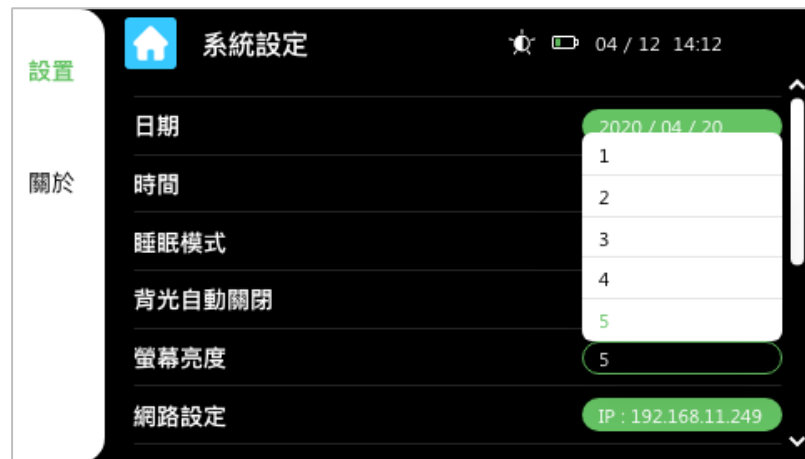 設置
關於
系統設定
04 / 12 14:12
日期
2020 / 04 / 20
時間
睡眠模式
背光自動關閉
螢幕亮度
網路設定
1
2
3
4
5
5
IP : 192.168.11.249